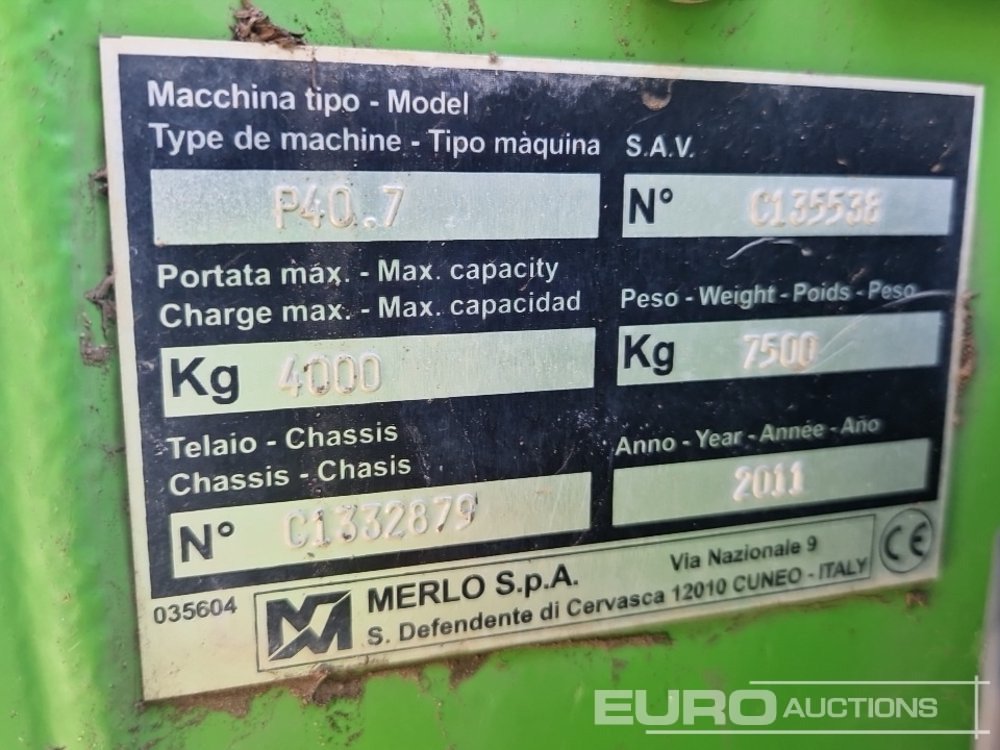 Macchina tipo - Model
Type de machine - Tipo màquina
P40.7
S.A.V.
N° C135538
Portata max. - Max. capacity
Charge max. - Max. capacidad
Kg 4000
Peso - Weight - Poids - Peso
Kg 7500
Telaio - Chassis
Chassis - Chasis
N° C1332879
Anno - Year - Année - Año
2011
035604
MERLO S.p.A.
Via Nazionale 9
S. Defendente di Cervasca 12010 CUNEO - ITALY
CE
EURO AUCTIONS